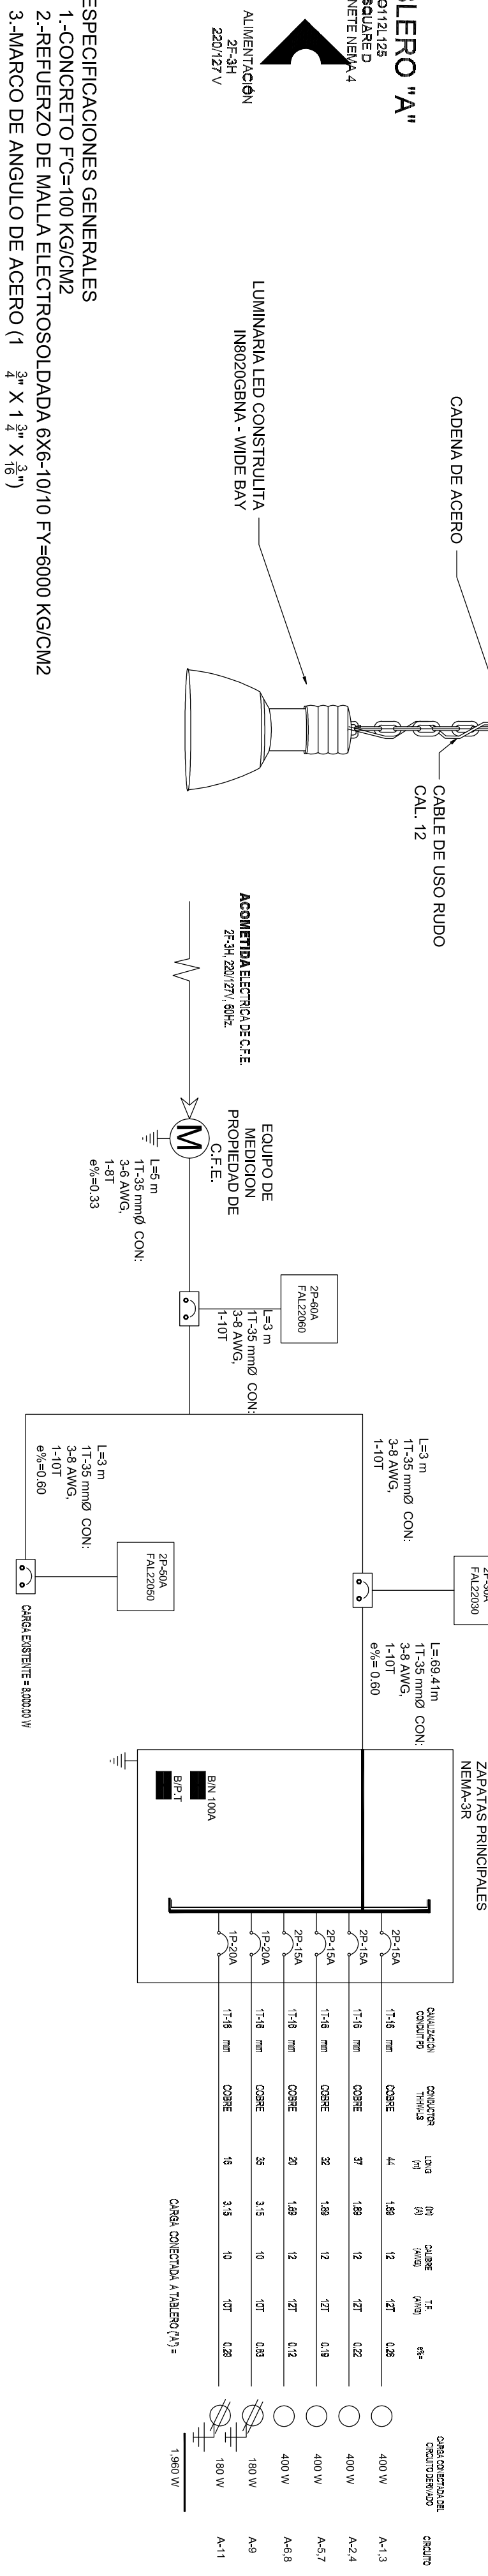 BLERO "A"
O112L125
SQUARE D
NETE NEMA 4
ALIMENTACIÓN
2F-3H
220/127 V
ESPECIFICACIONES GENERALES
1.-CONCRETO F'C=100 KG/CM2
2.-REFUERZO DE MALLA ELECTROSOLDADA 6X6-10/10 FY=6000 KG/CM2
3.-MARCO DE ANGULO DE ACERO (1 3/4" X 1 3/4" X 3/16")
CADENA DE ACERO
LUMINARIA LED CONSTRULITA
IN8020GBNA - WIDE BAY
CABLE DE USO RUDO
CAL. 12
ACOMETIDA ELECTRICA DE C.F.E.
2F-3H, 220/127V, 60Hz.
EQUIPO DE
MEDICION
PROPIEDAD DE
C.F.E.
M
L=5 m
1T-35 mmØ CON:
3-6 AWG,
1-8T
e%=0.33
2P-60A
FAL22060
L=3 m
1T-35 mmØ CON:
3-8 AWG,
1-10T
L=3 m
1T-35 mmØ CON:
3-8 AWG,
1-10T
L=3 m
1T-35 mmØ CON:
3-8 AWG,
1-10T
e%=0.60
2P-50A
FAL22050
CARGA EXISTENTE = 8,000.00 W
FAL22030
L=.69.41m
1T-35 mmØ CON:
3-8 AWG,
1-10T
e%= 0.60
ZAPATAS PRINCIPALES
NEMA-3R
B/N 100A
B/P.T
CANALIZACIÓN CONDUIT PD CONDUCTOR THHW-LS LONG (m) (In) [A] CALIBRE (AWG) T.F. (AWG) e%= CARGA CONECTADA DEL CIRCUITO DERIVADO CIRCUITO
2P-15A 1T-16 mm COBRE 44 1.89 12 12T 0.26 400 W A-1,3
2P-15A 1T-16 mm COBRE 37 1.89 12 12T 0.22 400 W A-2,4
2P-15A 1T-16 mm COBRE 32 1.89 12 12T 0.19 400 W A-5,7
2P-15A 1T-16 mm COBRE 20 1.89 12 12T 0.12 400 W A-6,8
1P-20A 1T-16 mm COBRE 35 3.15 10 10T 0.63 180 W A-9
1P-20A 1T-16 mm COBRE 16 3.15 10 10T 0.29 180 W A-11
CARGA CONECTADA A TABLERO ("A") = 1,960 W